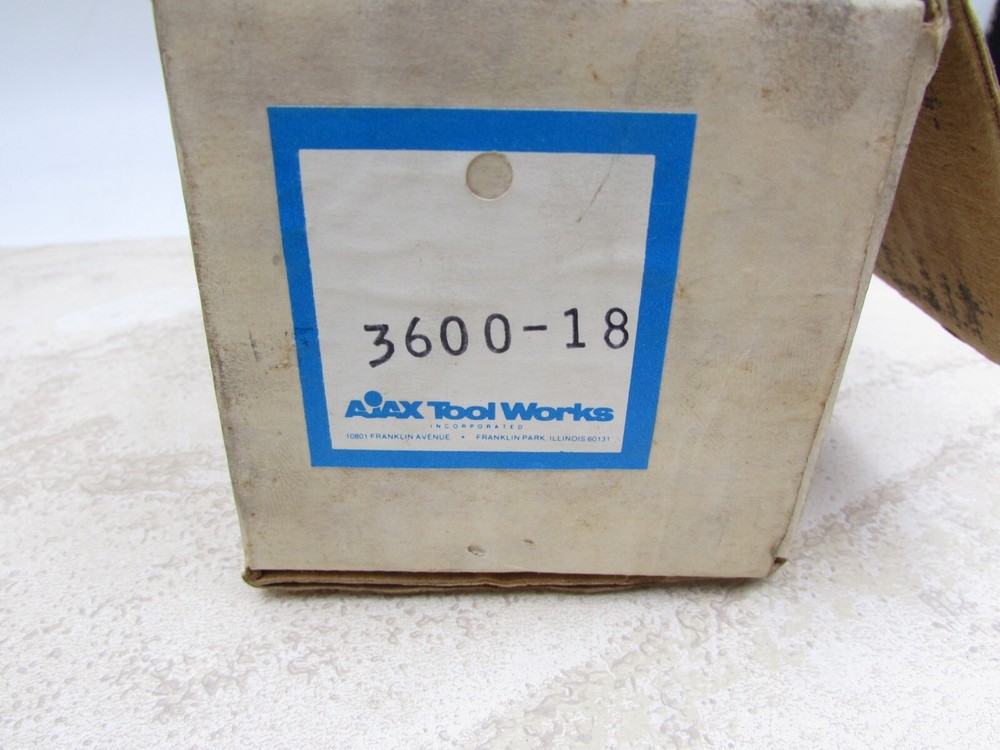 3600-18
AJAX Tool Works
INCORPORATED
10801 FRANKLIN AVENUE • FRANKLIN PARK, ILLINOIS 60131